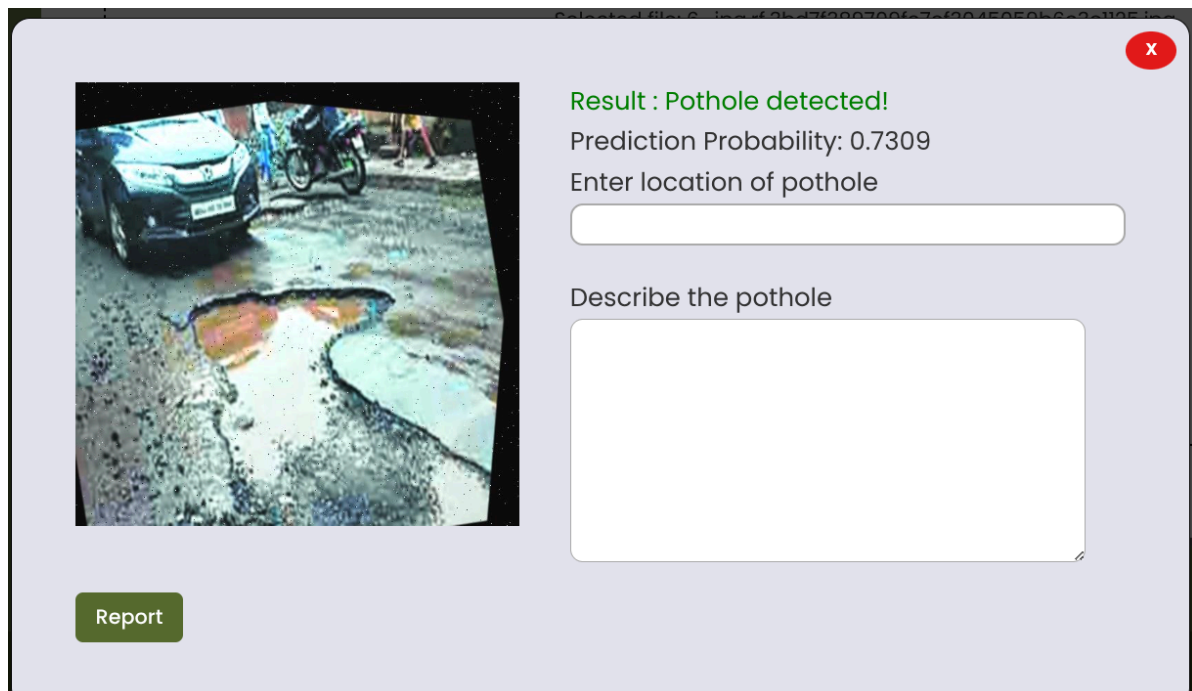 X
Result : Pothole detected!
Prediction Probability: 0.7309
Enter location of pothole
Describe the pothole
Report